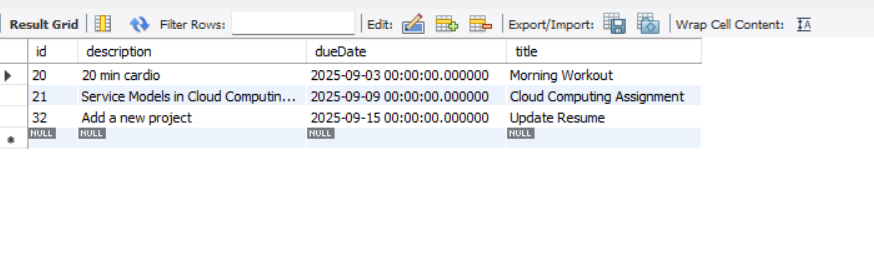 Result Grid Filter Rows: Edit: Export/Import: Wrap Cell Content: IA
id description dueDate title
20 20 min cardio 2025-09-03 00:00:00.000000 Morning Workout
21 Service Models in Cloud Computin... 2025-09-09 00:00:00.000000 Cloud Computing Assignment
32 Add a new project 2025-09-15 00:00:00.000000 Update Resume
NULL NULL NULL NULL